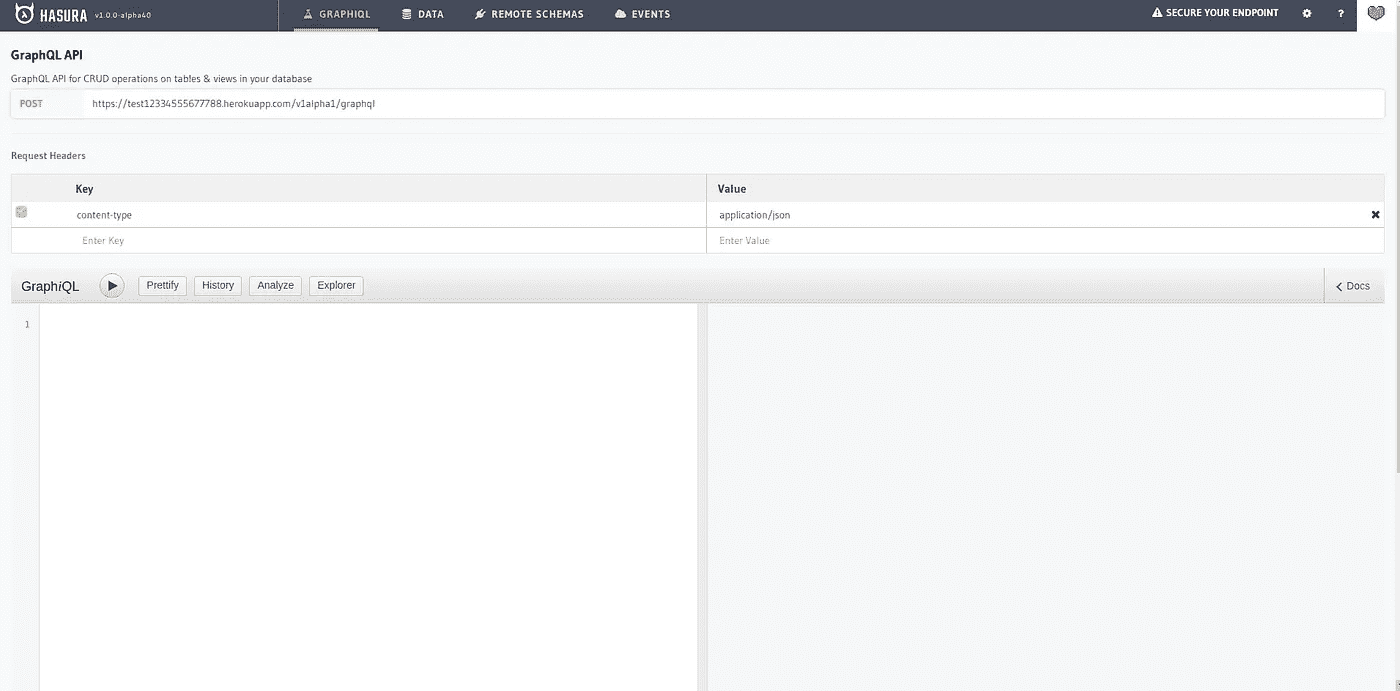 HASURA v1.0.0-alpha40 GRAPHIQL DATA REMOTE SCHEMAS EVENTS SECURE YOUR ENDPOINT ?
GraphQL API
GraphQL API for CRUD operations on tables & views in your database
POST https://test12334555677788.herokuapp.com/v1alpha1/graphql
Request Headers
Key Value
content-type application/json
Enter Key Enter Value
GraphiQL Prettify History Analyze Explorer Docs
1